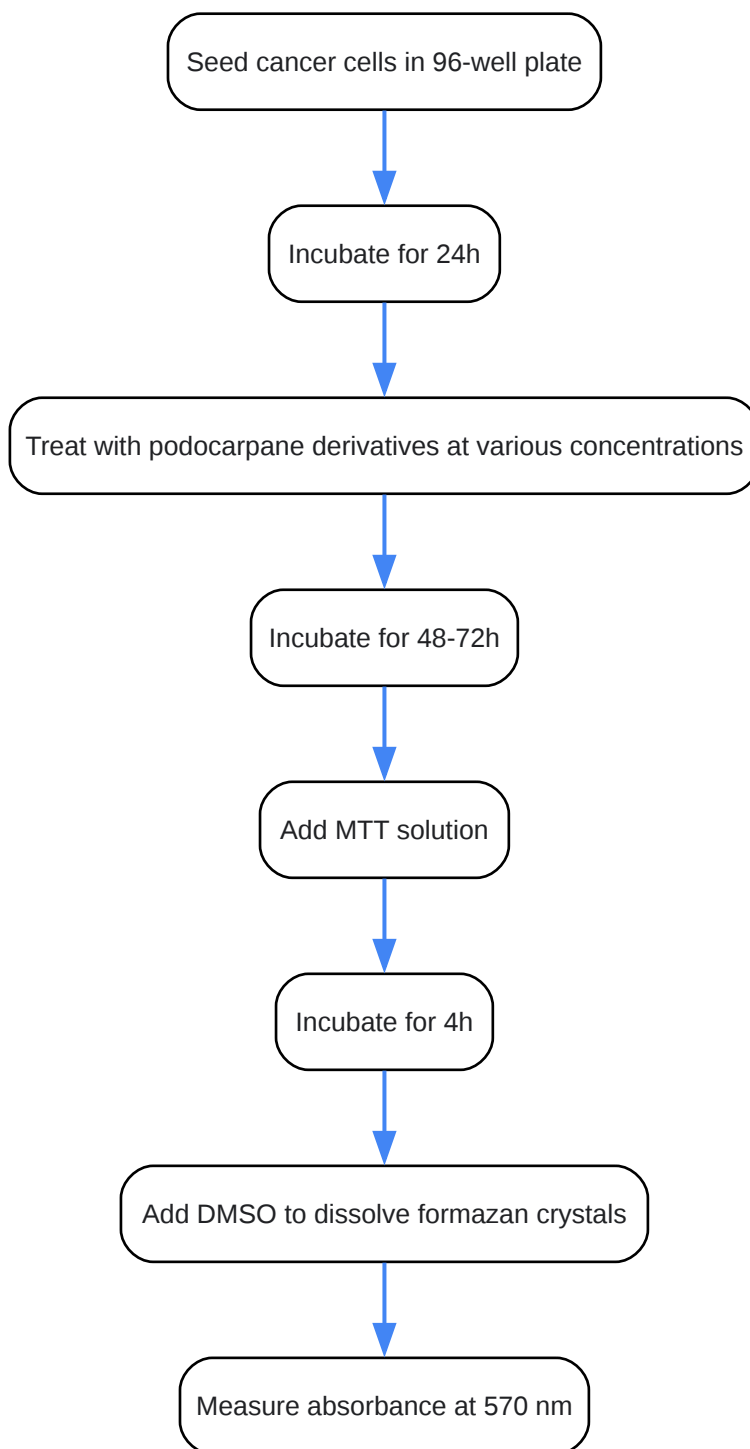 Seed cancer cells in 96-well plate
Incubate for 24h
Treat with podocarpane derivatives at various concentrations
Incubate for 48-72h
Add MTT solution
Incubate for 4h
Add DMSO to dissolve formazan crystals
Measure absorbance at 570 nm